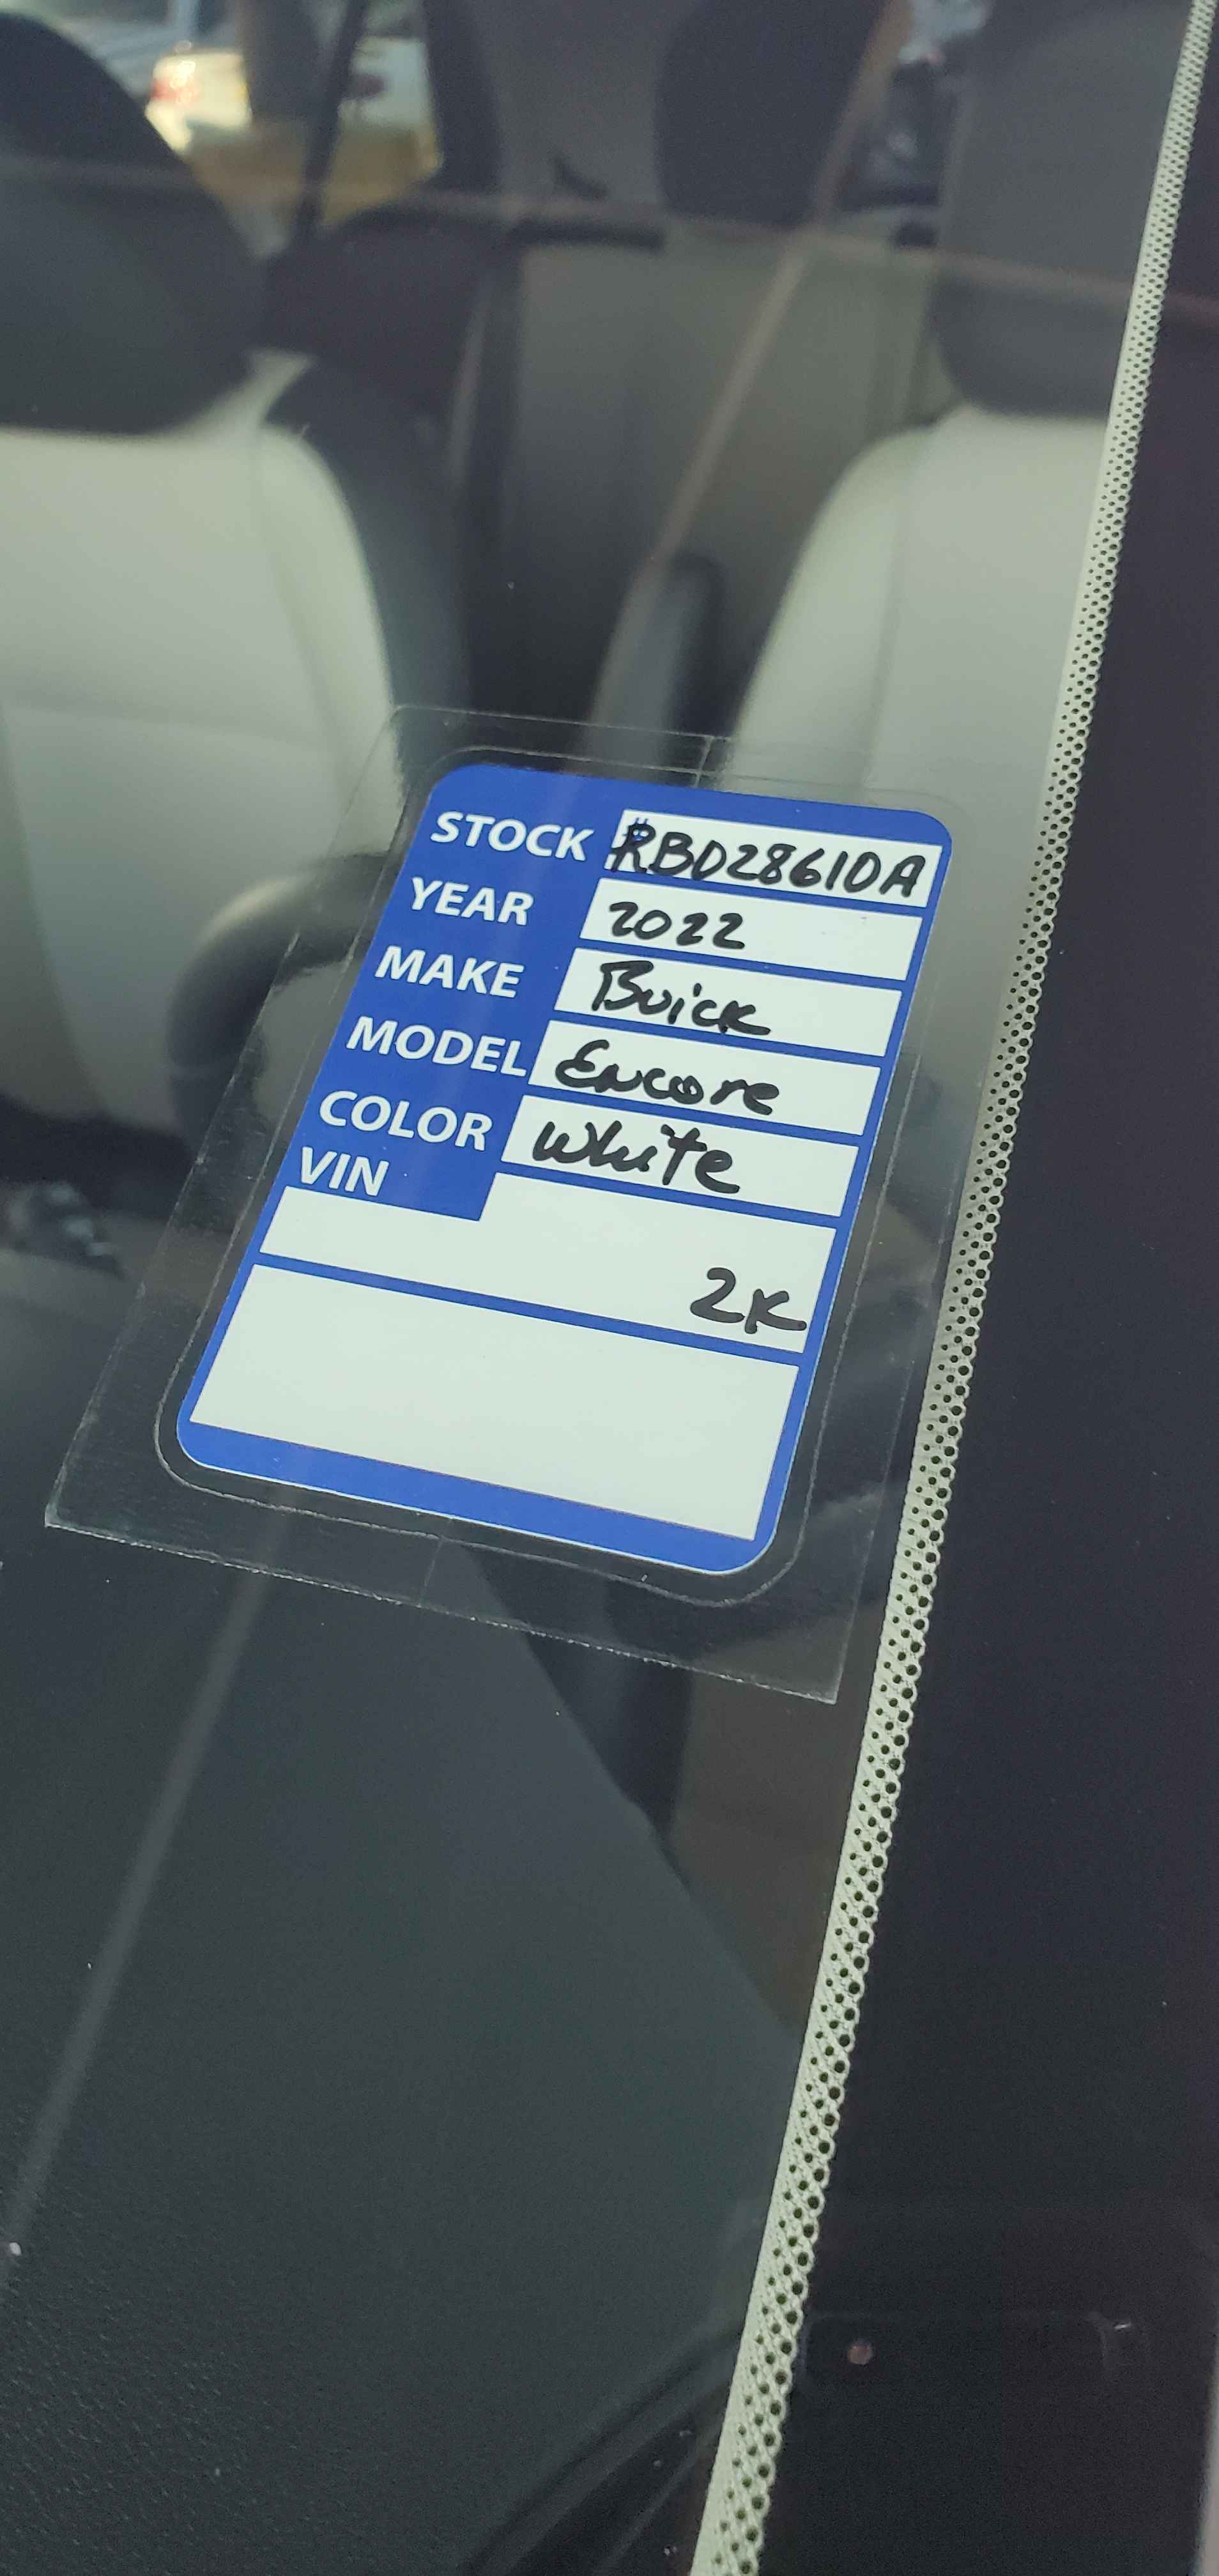 STOCK #RBD28610A
YEAR 2022
MAKE Buick
MODEL Encore
COLOR White
VIN
2K